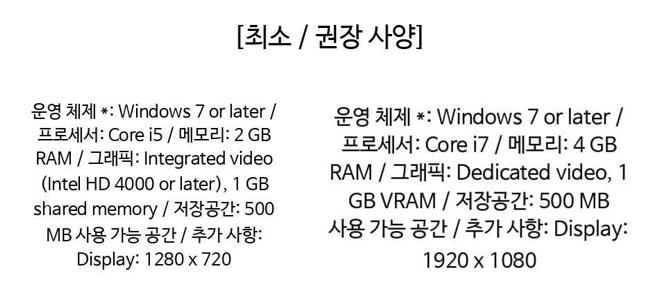 [최소 / 권장 사양]
운영 체제 *: Windows 7 or later /
프로세서: Core i5 / 메모리: 2 GB
RAM / 그래픽: Integrated video
(Intel HD 4000 or later), 1 GB
shared memory / 저장공간: 500
MB 사용 가능 공간 / 추가 사항:
Display: 1280 x 720
운영 체제 *: Windows 7 or later /
프로세서: Core i7 / 메모리: 4 GB
RAM / 그래픽: Dedicated video, 1
GB VRAM / 저장공간: 500 MB
사용 가능 공간 / 추가 사항: Display:
1920 x 1080